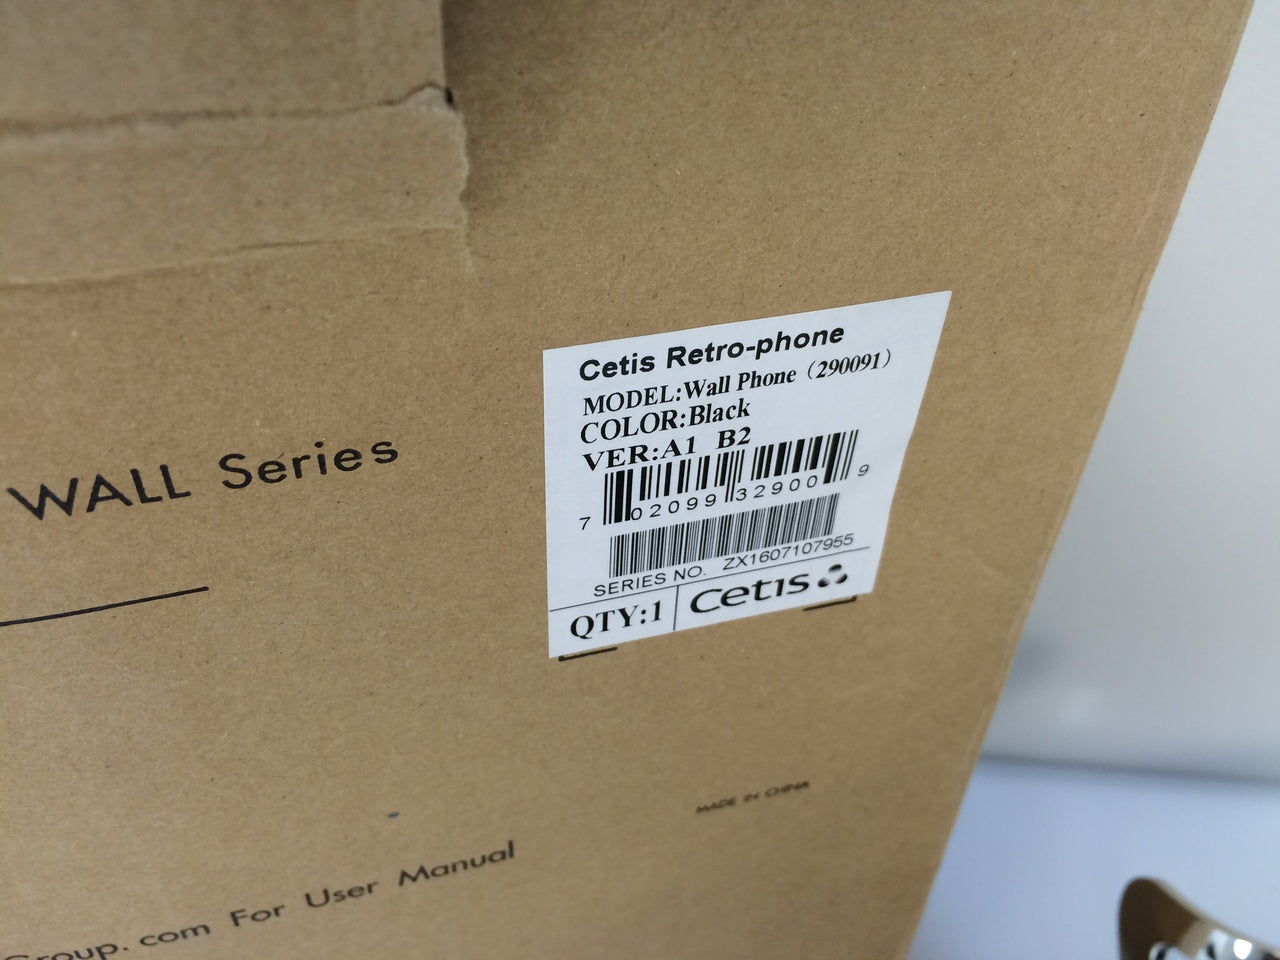 WALL Series
Cetis Retro-phone
MODEL:Wall Phone（290091）
COLOR:Black
VER:A1 B2
7 02099 32900 9
SERIES NO. ZX1607107955
QTY:1 cetis
MADE IN CHINA
Group.com For User Manual